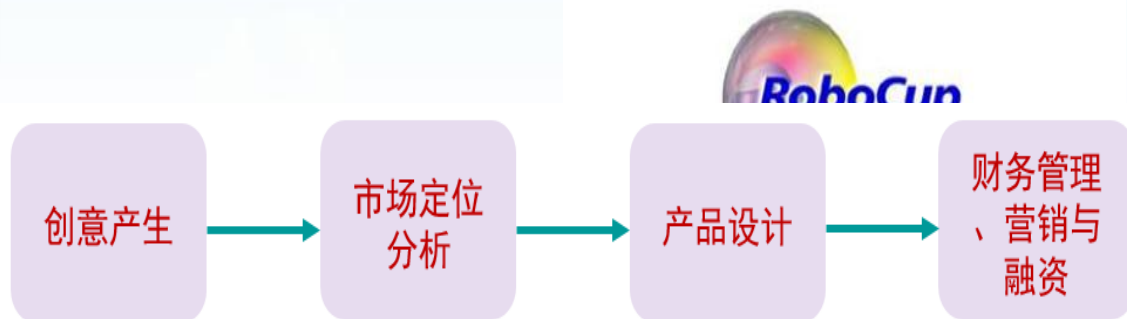 RoboCup
创意产生
市场定位
分析
产品设计
财务管理
、营销与
融资